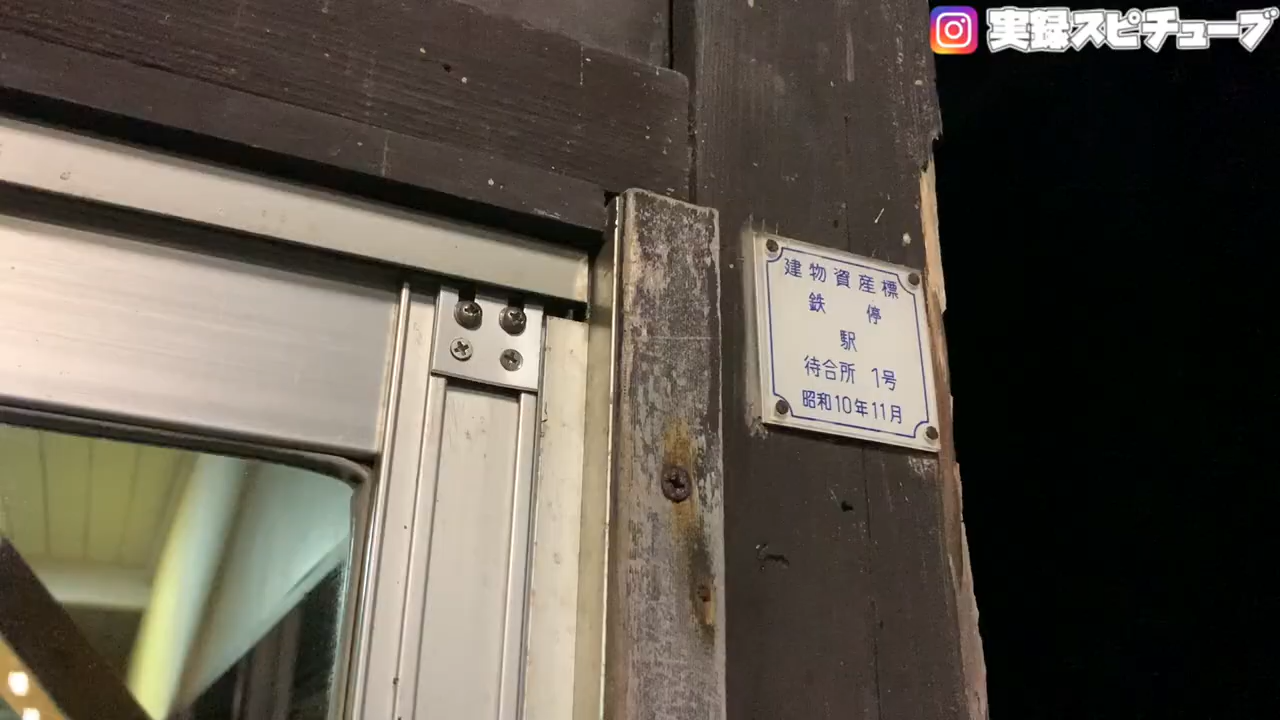 実録スピチューブ
建物資産標
鉄 停
駅
待合所 1号
昭和10年11月